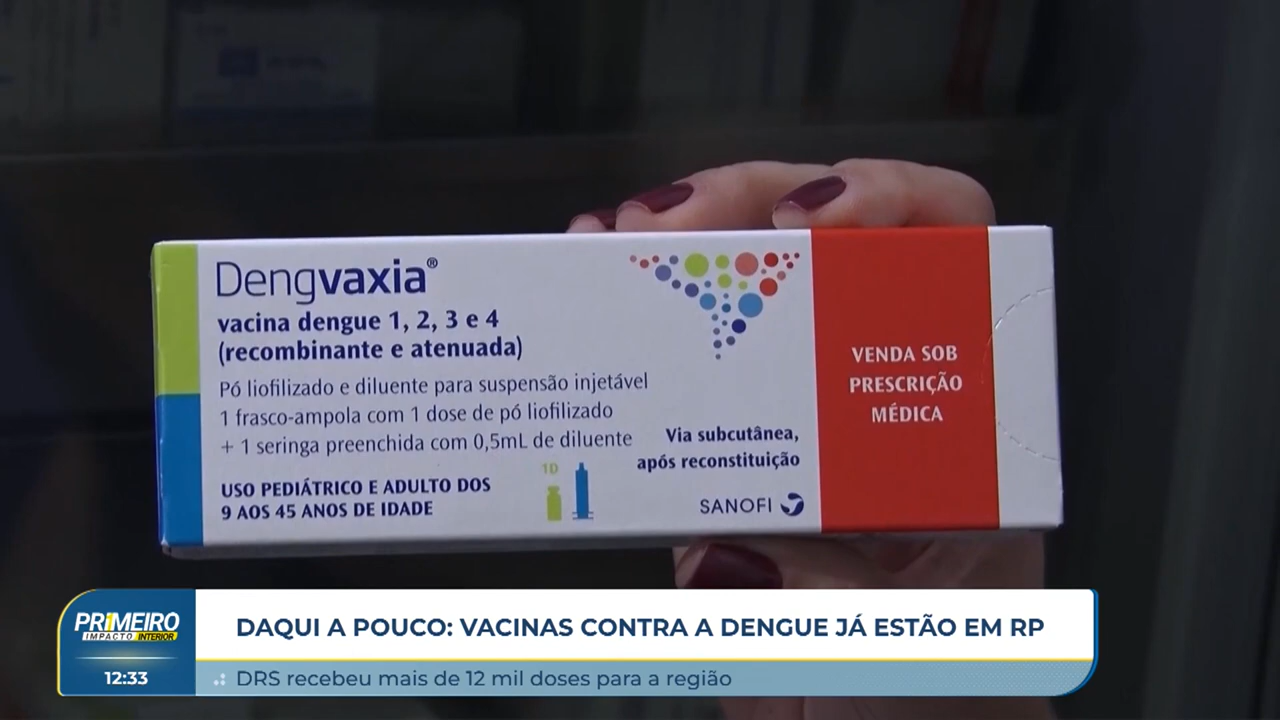 Dengvaxia®
vacina dengue 1, 2, 3 e 4
(recombinante e atenuada)
Pó liofilizado e diluente para suspensão injetável
1 frasco-ampola com 1 dose de pó liofilizado
+ 1 seringa preenchida com 0,5mL de diluente
Via subcutânea,
após reconstituição
1D
USO PEDIÁTRICO E ADULTO DOS
9 AOS 45 ANOS DE IDADE
SANOFI
VENDA SOB
PRESCRIÇÃO
MÉDICA
PR1MEIRO
IMPACTO INTERIOR
12:33
DAQUI A POUCO: VACINAS CONTRA A DENGUE JÁ ESTÃO EM RP
DRS recebeu mais de 12 mil doses para a região